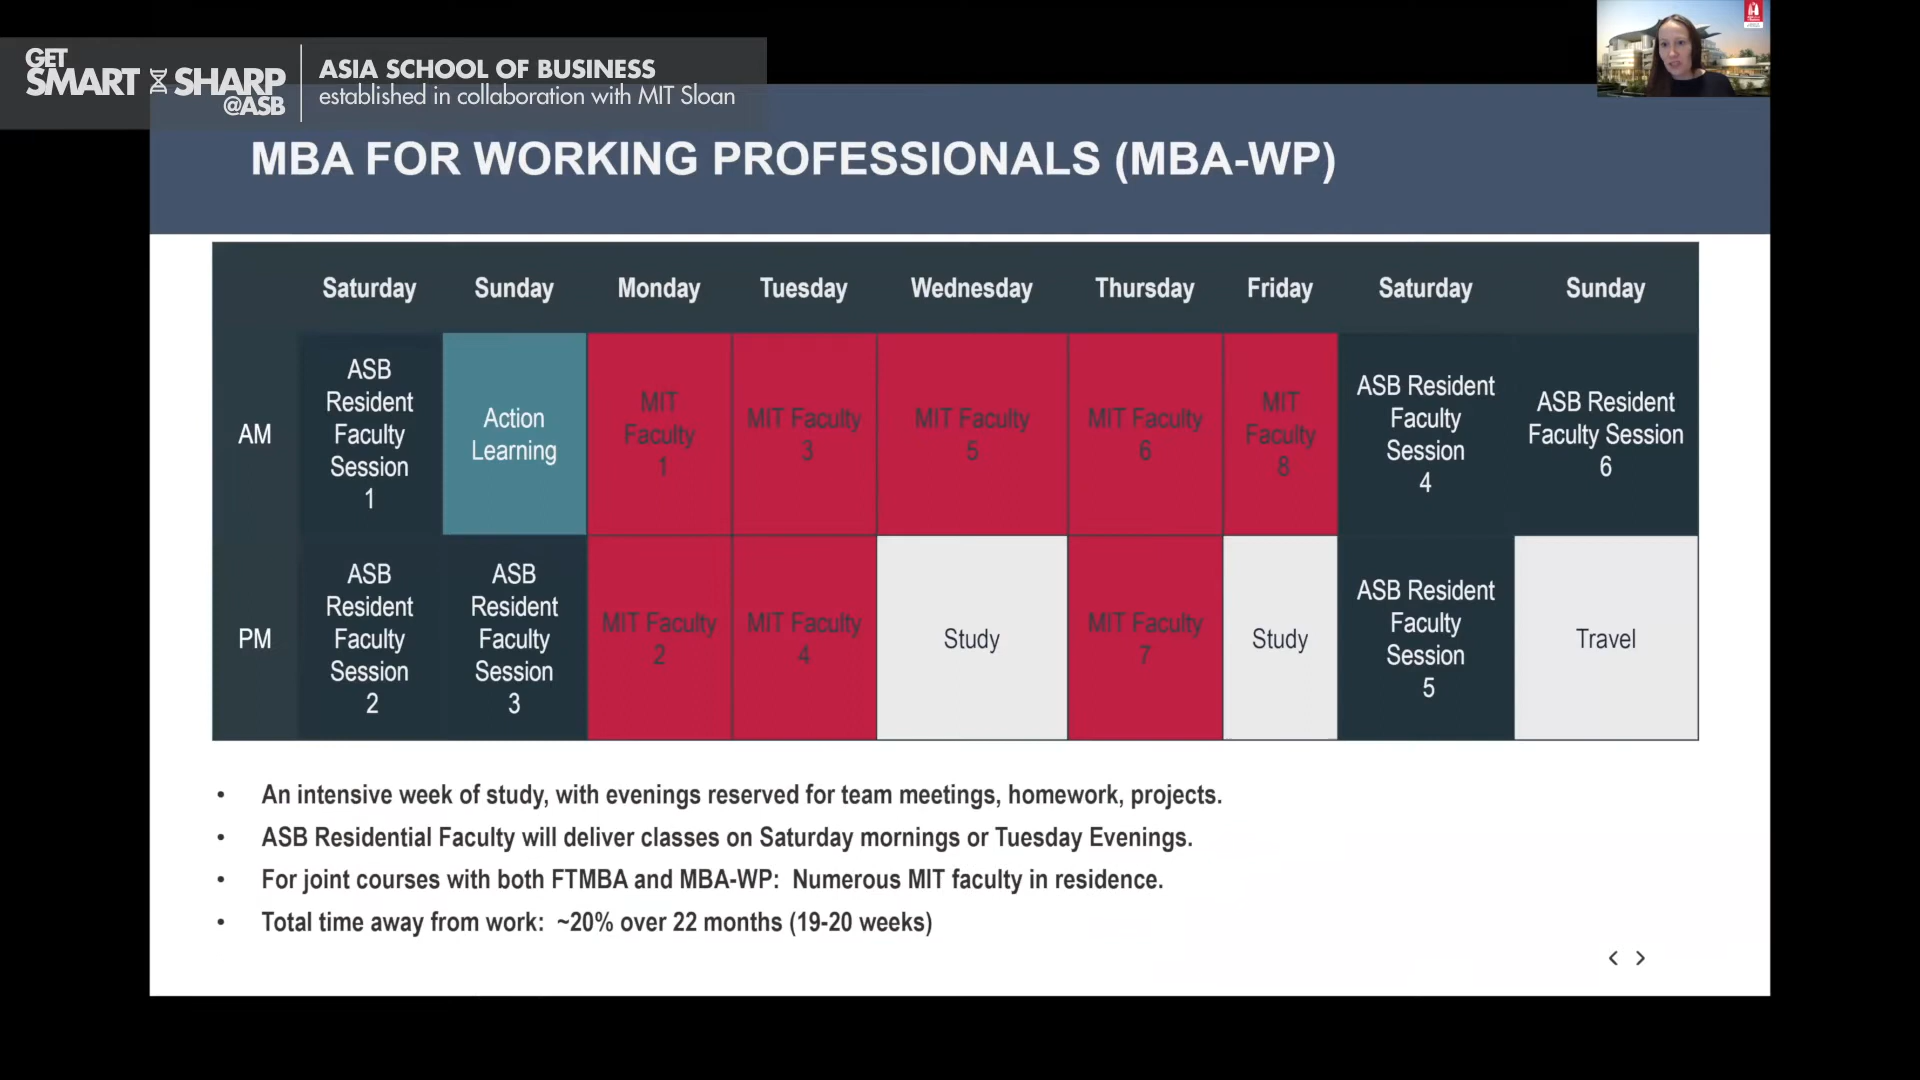 GET
SMART SHARP
@ASB
ASIA SCHOOL OF BUSINESS
established in collaboration with MIT Sloan
MBA FOR WORKING PROFESSIONALS (MBA-WP)
Saturday Sunday Monday Tuesday Wednesday Thursday Friday Saturday Sunday
AM
ASB
Resident
Faculty
Session
1
Action
Learning
MIT
Faculty
1
MIT Faculty
3
MIT Faculty
5
MIT Faculty
6
MIT
Faculty
8
ASB Resident
Faculty
Session
4
ASB Resident
Faculty Session
6
PM
ASB
Resident
Faculty
Session
2
ASB
Resident
Faculty
Session
3
MIT Faculty
2
MIT Faculty
4
Study
MIT Faculty
7
Study
ASB Resident
Faculty
Session
5
Travel
• An intensive week of study, with evenings reserved for team meetings, homework, projects.
• ASB Residential Faculty will deliver classes on Saturday mornings or Tuesday Evenings.
• For joint courses with both FTMBA and MBA-WP: Numerous MIT faculty in residence.
• Total time away from work: ~20% over 22 months (19-20 weeks)